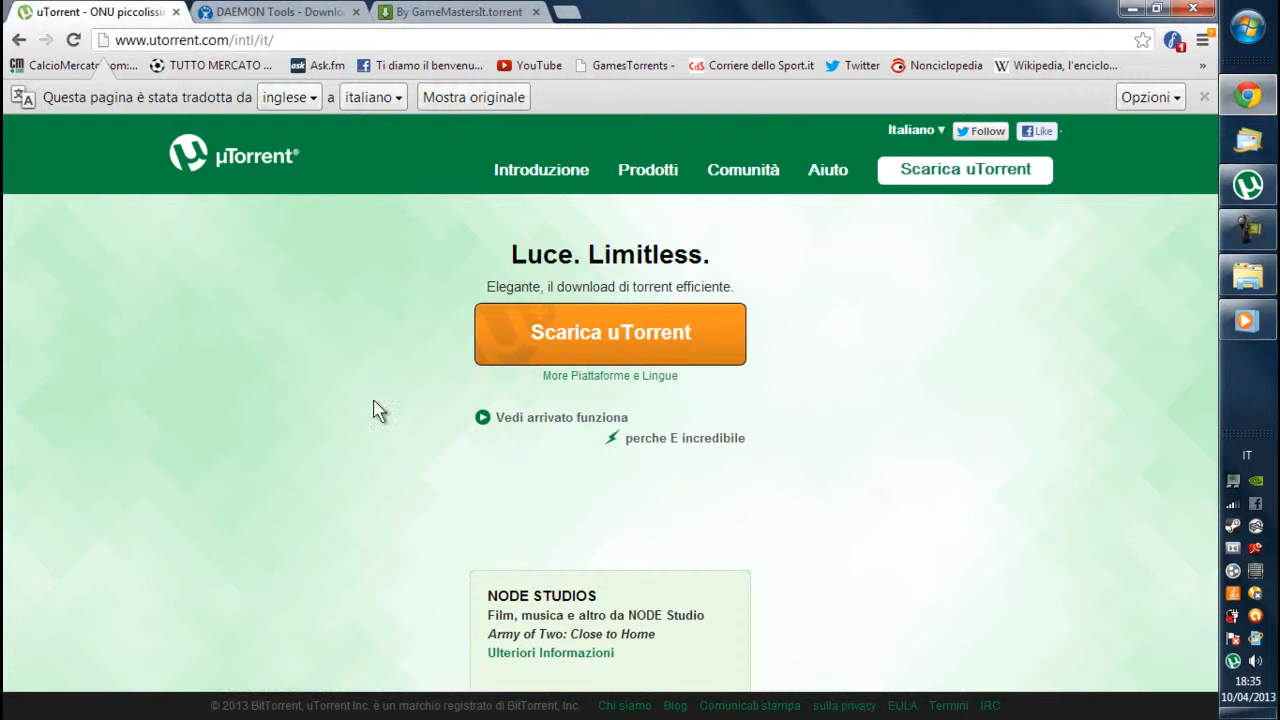 uTorrent - ONU piccolissin
DAEMON Tools - Downlo
By GameMastersIt.torrent
www.utorrent.com/intl/it/
1
CalcioMercato
om:...
TUTTO MERCATO ...
Ask.fm
Ti diamo il benvenu...
YouTube
GamesTorrents -
Corriere dello Sport.it
Twitter
Nonciclopedia
Wikipedia, l'enciclo...
»
Questa pagina è stata tradotta da inglese a italiano Mostra originale
Opzioni
Italiano
Follow
Like
µTorrent®
Introduzione
Prodotti
Comunità
Aiuto
Scarica uTorrent
Luce. Limitless.
Elegante, il download di torrent efficiente.
Scarica uTorrent
More Piattaforme e Lingue
Vedi arrivato funziona
perche E incredibile
NODE STUDIOS
Film, musica e altro da NODE Studio
Army of Two: Close to Home
Ulteriori Informazioni
© 2013 BitTorrent, uTorrent Inc. è un marchio registrato di BitTorrent, Inc. Chi siamo Blog Comunicati stampa sulla privacy EULA Termini IRC
IT
18:35
10/04/2013